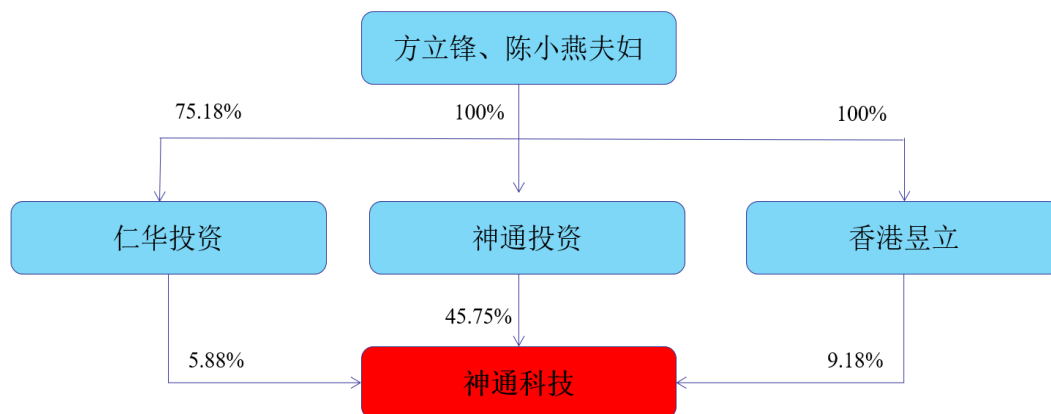 方立锋、陈小燕夫妇
75.18%
100%
100%
仁华投资
神通投资
香港昱立
45.75%
5.88%
9.18%
神通科技